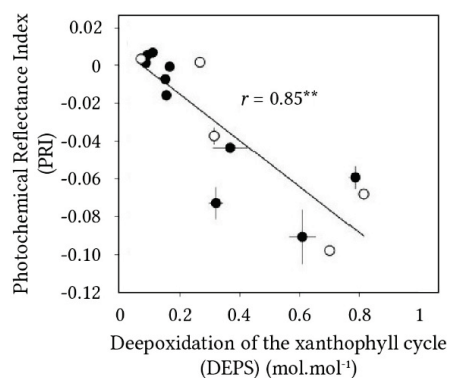 Photochemical Reflectance Index
(PRI)
0.02
0
-0.02
-0.04
-0.06
-0.08
-0.10
-0.12
r = 0.85**
0 0.2 0.4 0.6 0.8 1
Deepoxidation of the xanthophyll cycle
(DEPS) (mol.mol⁻¹)